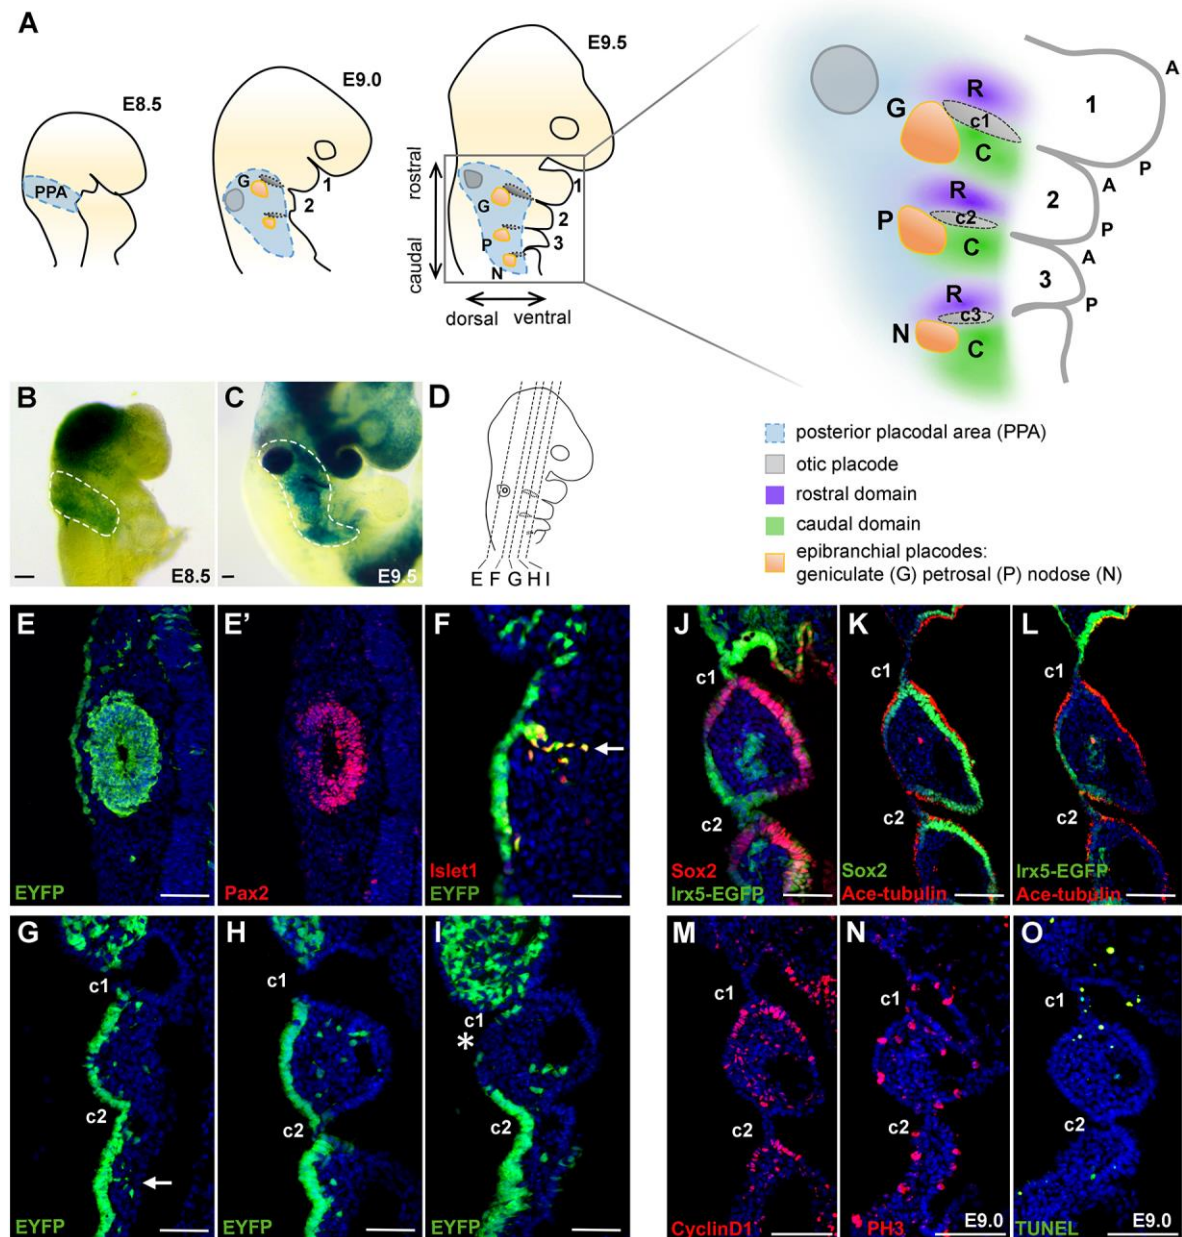 A
E8.5
PPA
E9.0
G
1
2
E9.5
rostral
caudal
G
P
N
1
2
3
dorsal ventral
R
G
c1
C
1
A
P
R
P
c2
C
2
A
P
R
N
c3
C
3
A
P
B
E8.5
C
E9.5
D
E F G H I
posterior placodal area (PPA)
otic placode
rostral domain
caudal domain
epibranchial placodes:
geniculate (G) petrosal (P) nodose (N)
E
EYFP
E'
Pax2
F
Islet1
EYFP
J
c1
c2
Sox2
Irx5-EGFP
K
c1
c2
Sox2
Ace-tubulin
L
c1
c2
Irx5-EGFP
Ace-tubulin
G
c1
c2
EYFP
H
c1
c2
EYFP
I
c1
*
c2
EYFP
M
c1
c2
CyclinD1
N
c1
c2
PH3
E9.0
O
c1
c2
TUNEL
E9.0